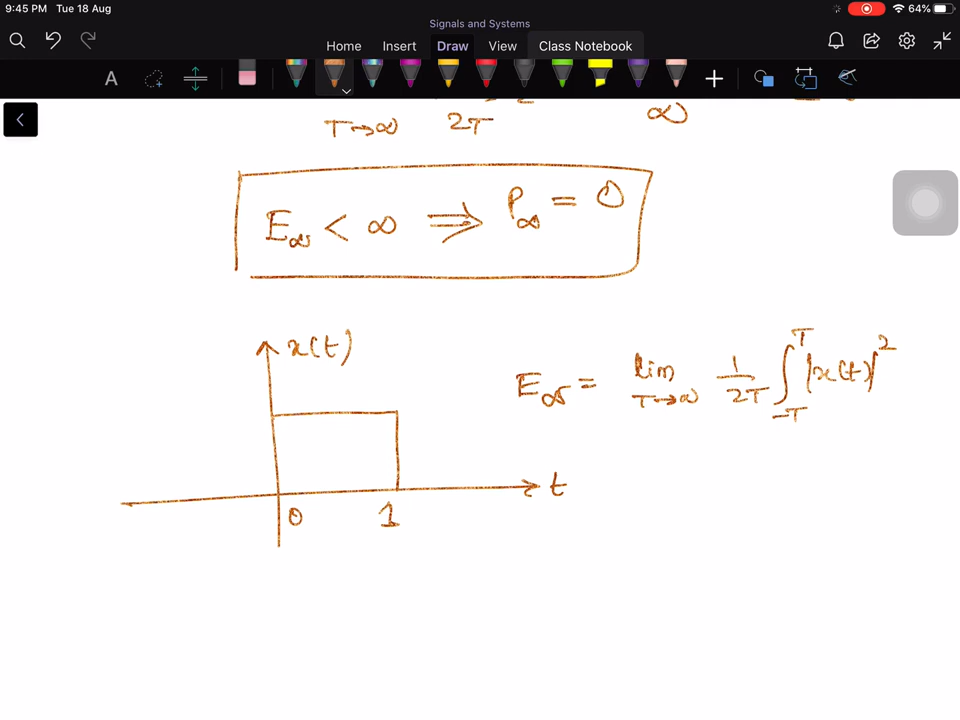 9:45 PM Tue 18 Aug 64%
Signals and Systems
Home Insert Draw View Class Notebook
A
T→∞ 2T ∞
E∞ < ∞ ⇒ P∞ = 0
x(t)
E∞ = lim T→∞ 1/2T ∫_{-T}^{T} |x(t)|²
t
0 1